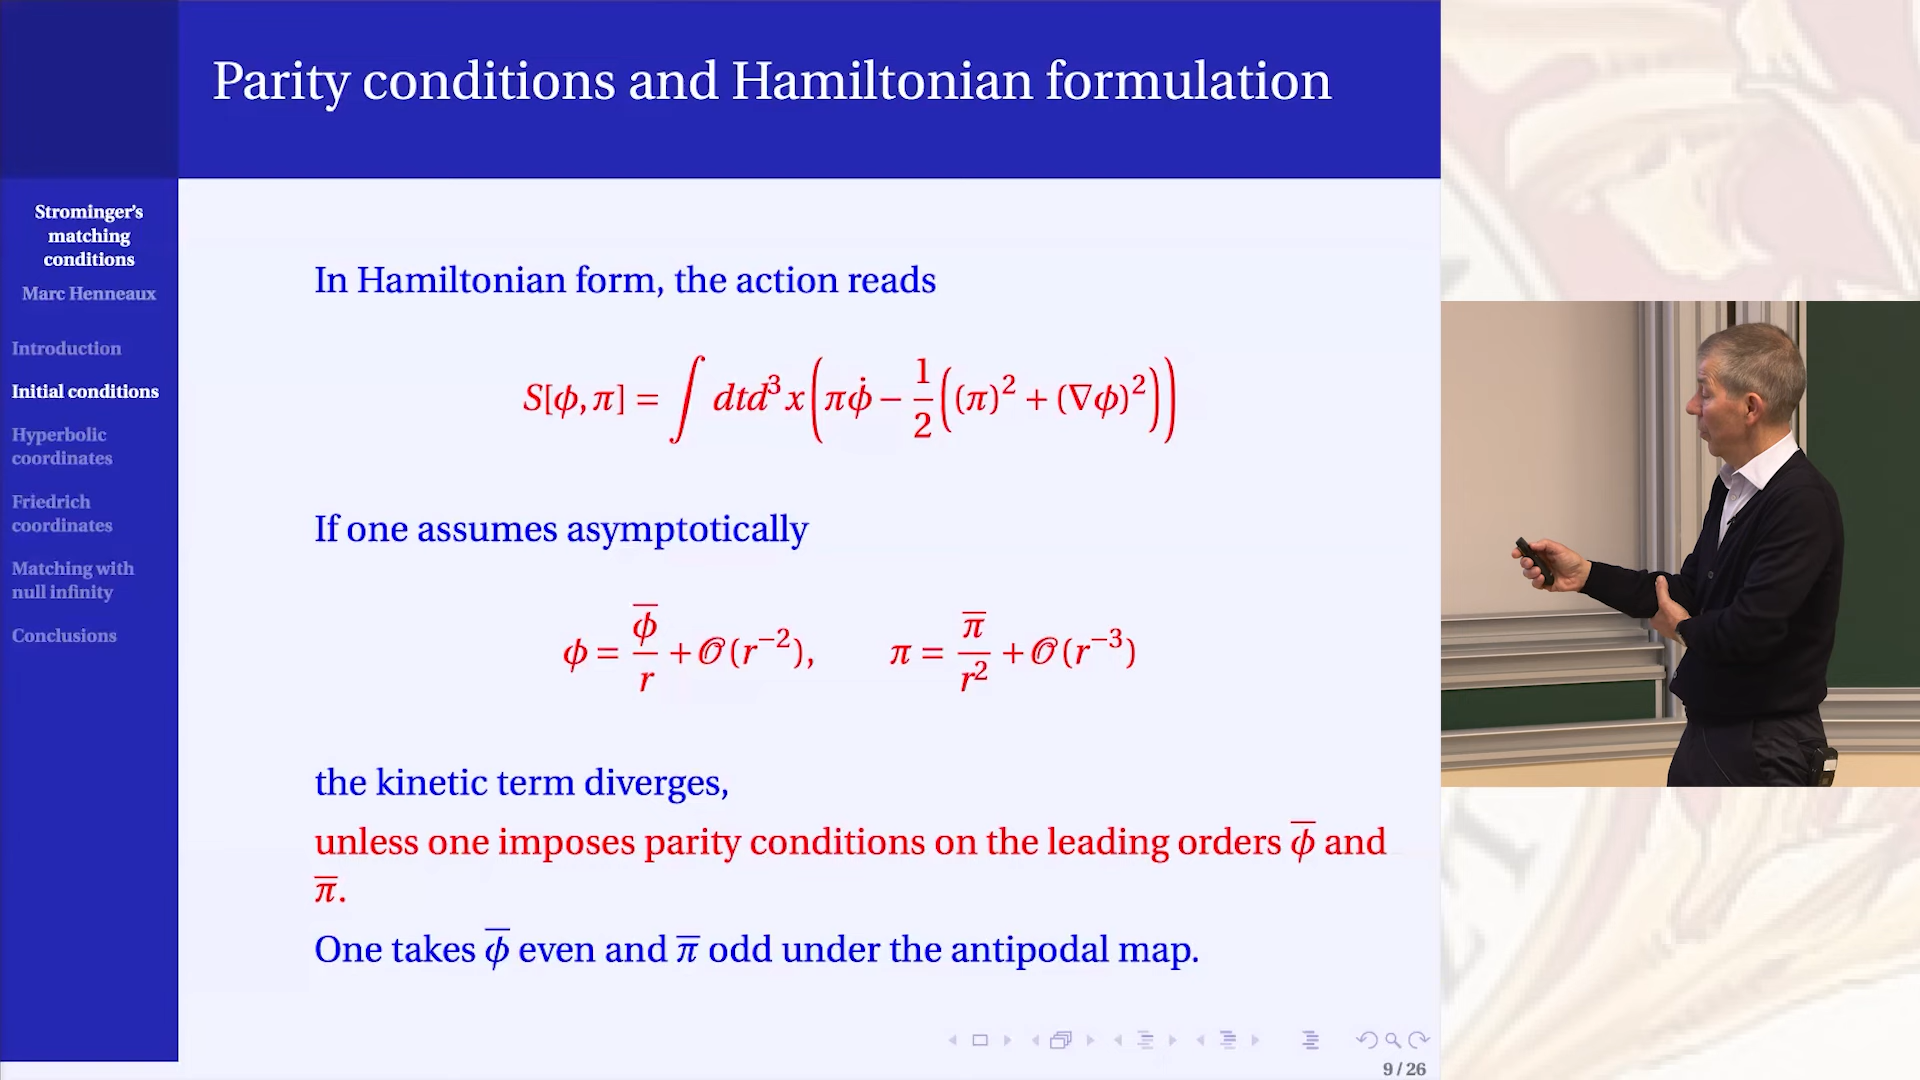 Parity conditions and Hamiltonian formulation
Strominger's
matching
conditions
Marc Henneaux
Introduction
Initial conditions
Hyperbolic
coordinates
Friedrich
coordinates
Matching with
null infinity
Conclusions
In Hamiltonian form, the action reads
S[ϕ, π] = ∫ dtd³x(πϕ̇ − 1/2((π)² + (∇ϕ)²))
If one assumes asymptotically
ϕ = ϕ̅/r + 𝒪(r⁻²), π = π̅/r² + 𝒪(r⁻³)
the kinetic term diverges,
unless one imposes parity conditions on the leading orders ϕ̅ and
π̅.
One takes ϕ̅ even and π̅ odd under the antipodal map.
9 / 26